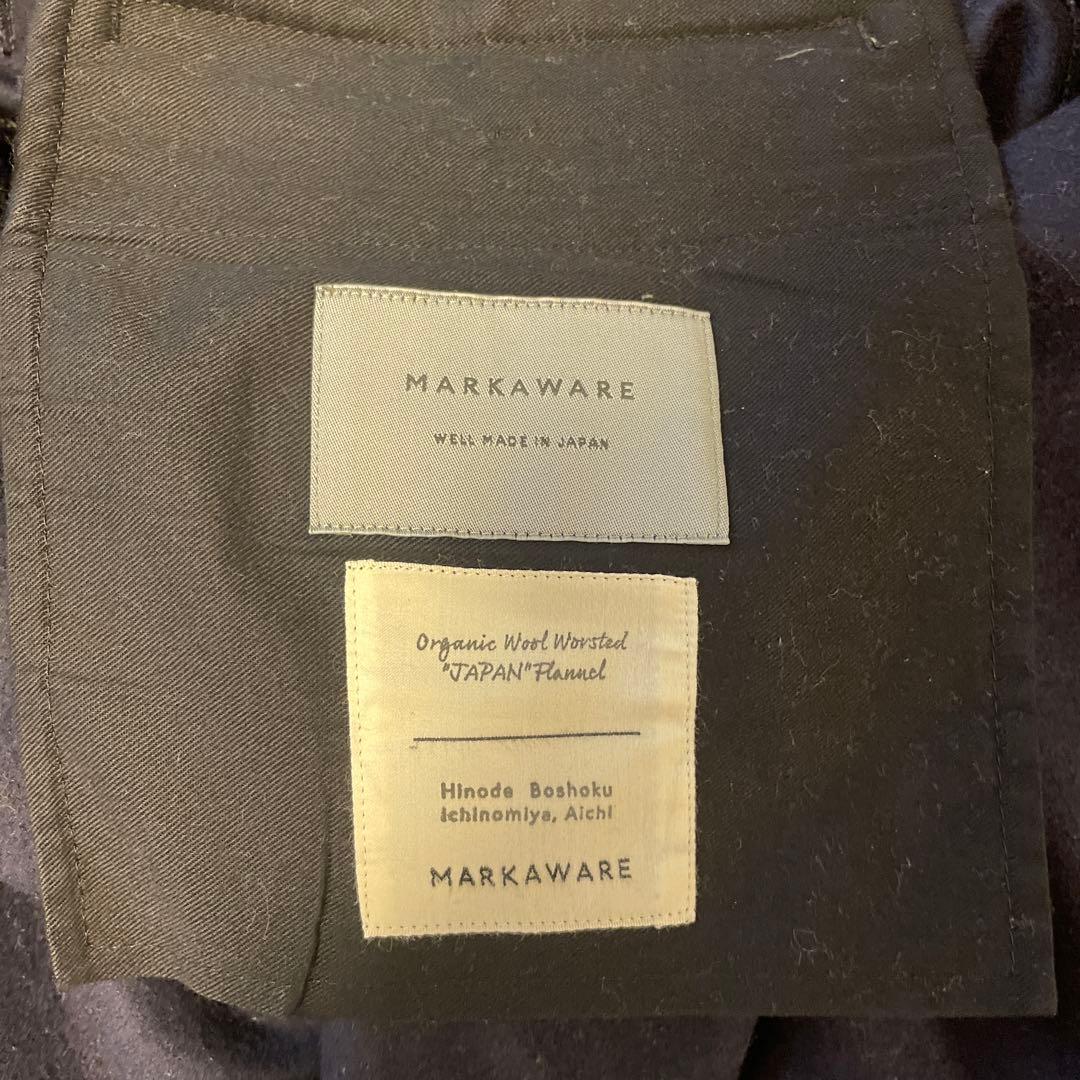 MARKAWARE
WELL MADE IN JAPAN
Organic Wool Worsted
"JAPAN" Flannel
Hinode Boshoku
Ichinomiya, Aichi
MARKAWARE